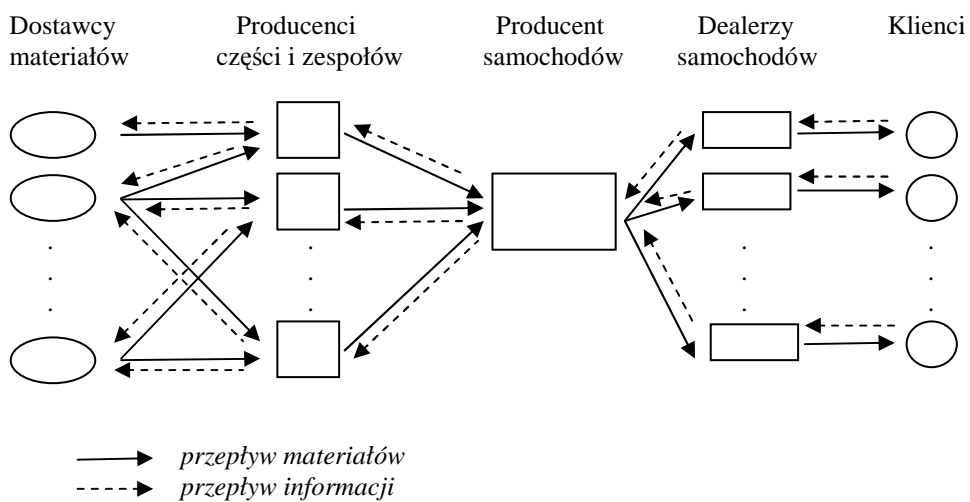 Dostawcy
materiałów
Producenci
części i zespołów
Producent
samochodów
Dealerzy
samochodów
Klienci
przepływ materiałów
przepływ informacji